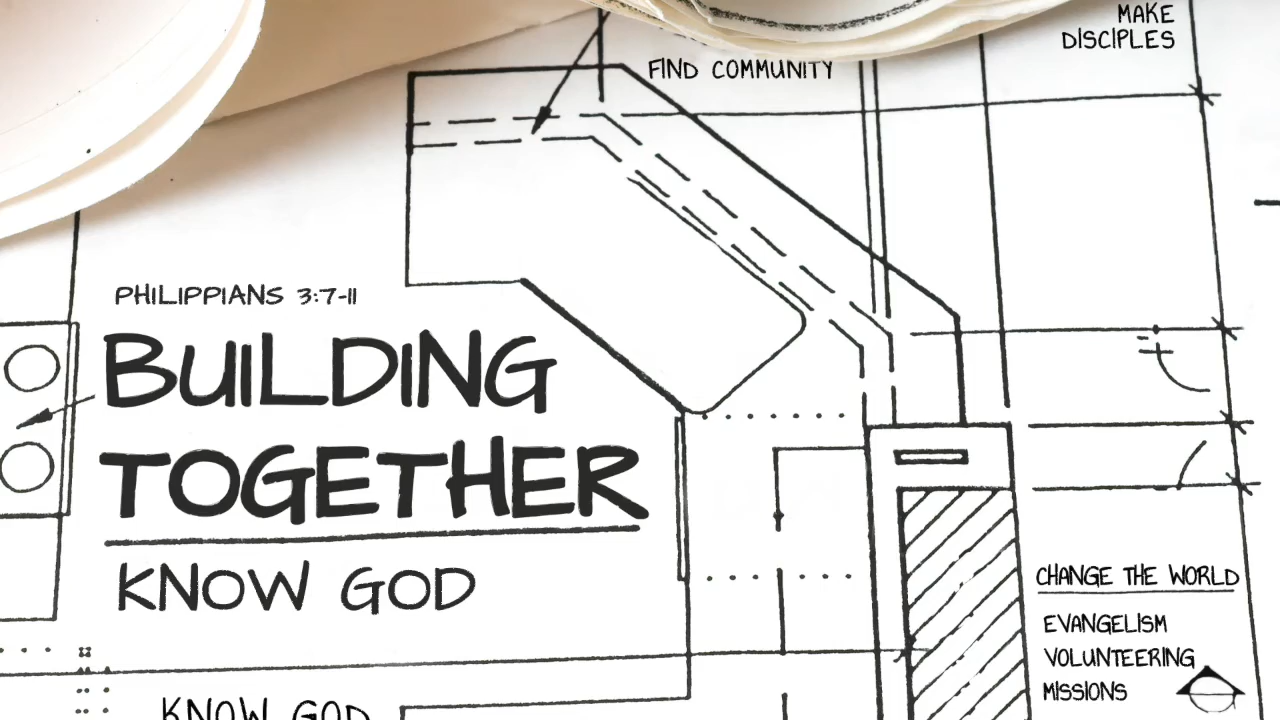 MAKE
DISCIPLES
FIND COMMUNITY
PHILIPPIANS 3:7-11
BUILDING
TOGETHER
KNOW GOD
CHANGE THE WORLD
EVANGELISM
VOLUNTEERING
MISSIONS
KNOW GOD